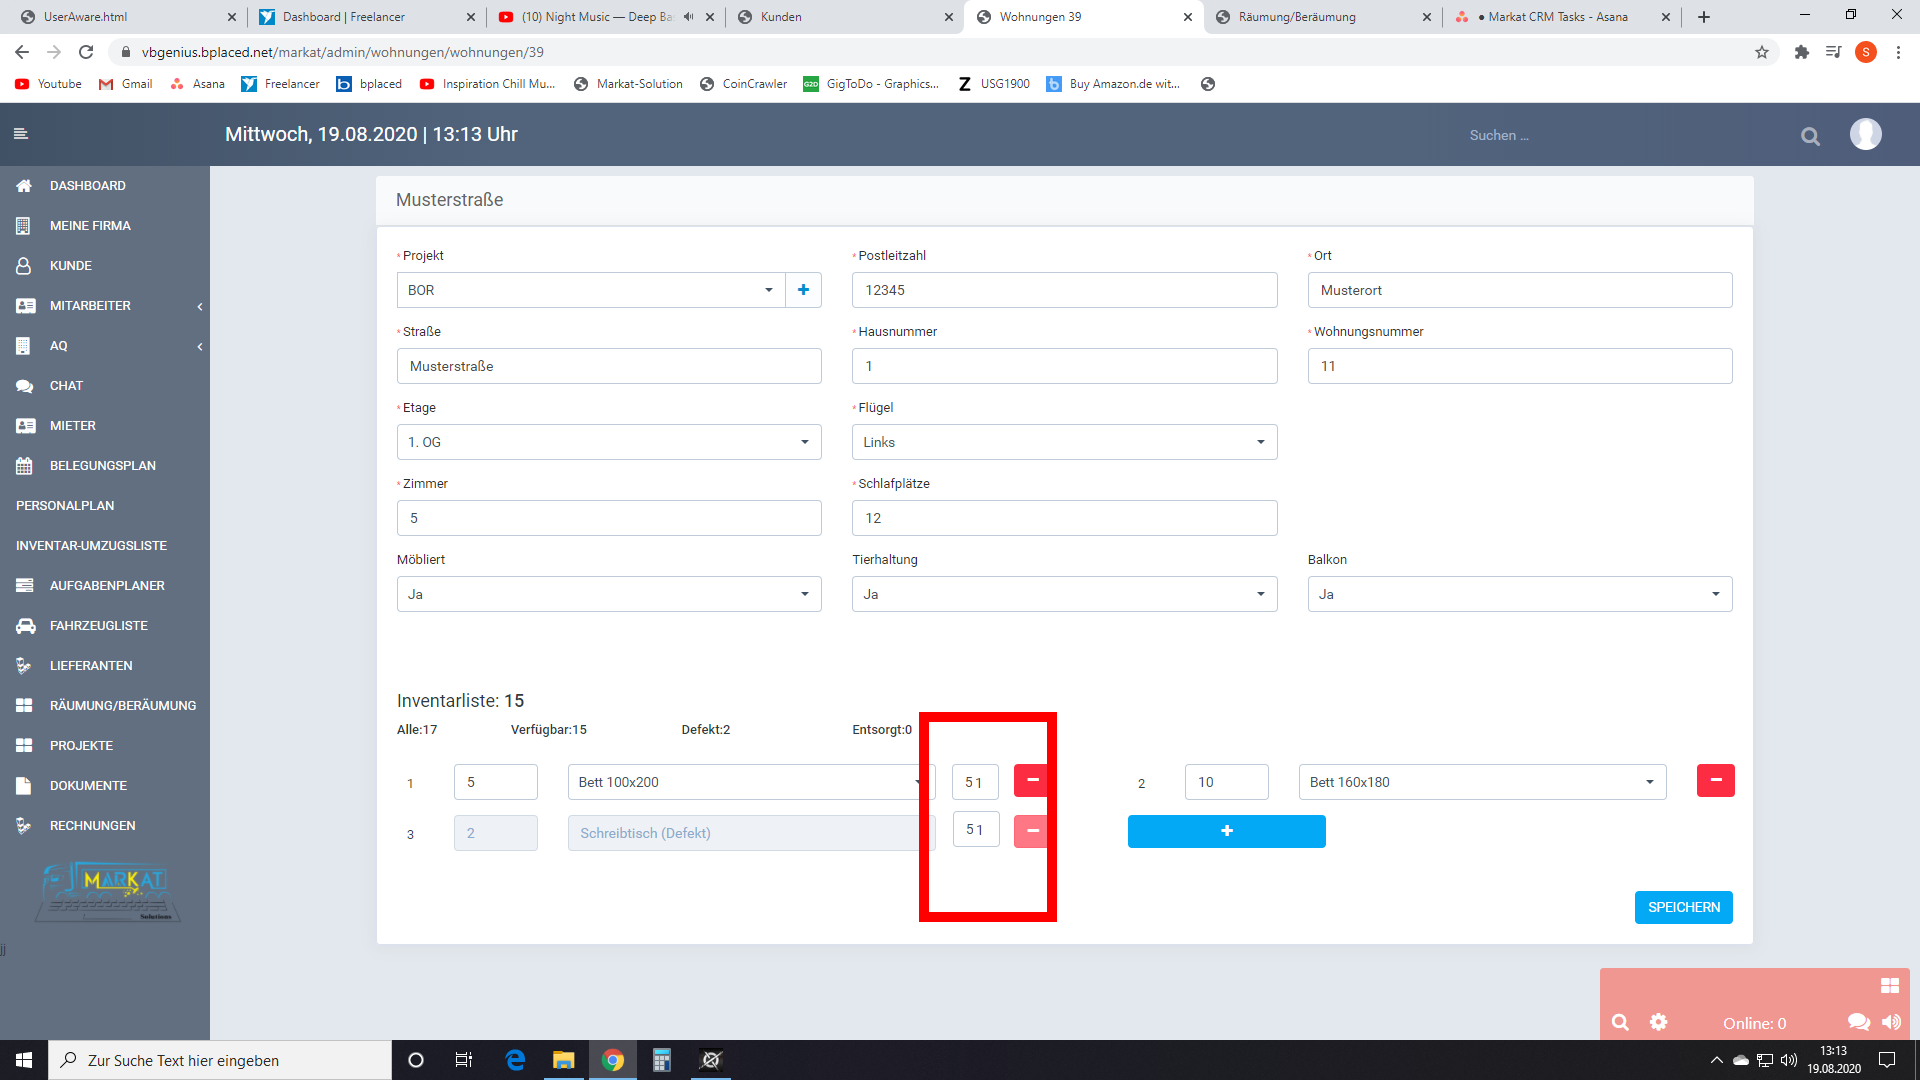 UserAware.html
Dashboard | Freelancer
(10) Night Music — Deep Ba
Kunden
Wohnungen 39
Räumung/Beräumung
● Markat CRM Tasks - Asana
vbgenius.bplaced.net/markat/admin/wohnungen/wohnungen/39
S
Youtube
Gmail
Asana
Freelancer
bplaced
Inspiration Chill Mu...
Markat-Solution
CoinCrawler
GigToDo - Graphics...
USG1900
Buy Amazon.de wit...
Mittwoch, 19.08.2020 | 13:13 Uhr
Suchen ...
DASHBOARD
MEINE FIRMA
KUNDE
MITARBEITER
AQ
CHAT
MIETER
BELEGUNGSPLAN
PERSONALPLAN
INVENTAR-UMZUGSLISTE
AUFGABENPLANER
FAHRZEUGLISTE
LIEFERANTEN
RÄUMUNG/BERÄUMUNG
PROJEKTE
DOKUMENTE
RECHNUNGEN
MARKAT
Solutions
jj
Musterstraße
* Projekt
* Postleitzahl
* Ort
BOR
12345
Musterort
* Straße
* Hausnummer
* Wohnungsnummer
Musterstraße
1
11
* Etage
* Flügel
1. OG
Links
* Zimmer
* Schlafplätze
5
12
Möbliert
Tierhaltung
Balkon
Ja
Ja
Ja
Inventarliste: 15
Alle:17
Verfügbar:15
Defekt:2
Entsorgt:0
1
5
Bett 100x200
5 1
2
10
Bett 160x180
3
2
Schreibtisch (Defekt)
5 1
SPEICHERN
Online: 0
Zur Suche Text hier eingeben
13:13
19.08.2020